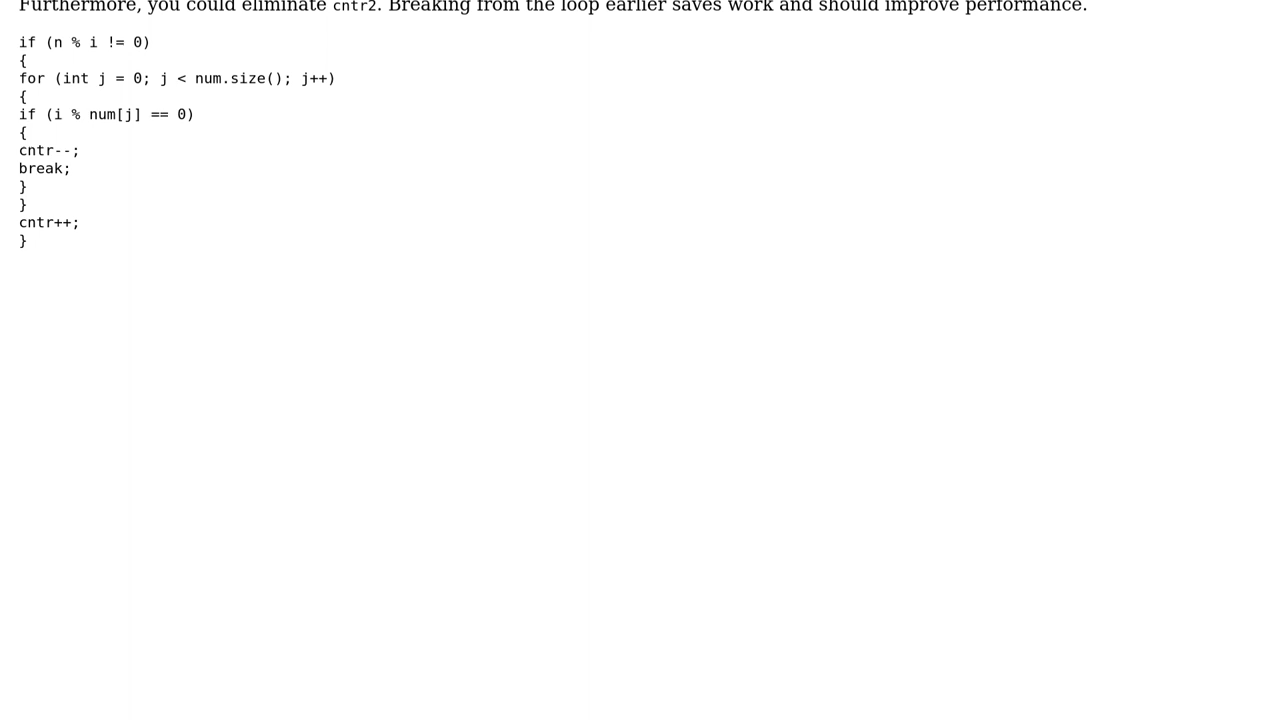 Furthermore, you could eliminate cntr2. Breaking from the loop earlier saves work and should improve performance.
if (n % i != 0)
{
for (int j = 0; j < num.size(); j++)
{
if (i % num[j] == 0)
{
cntr--;
break;
}
}
cntr++;
}